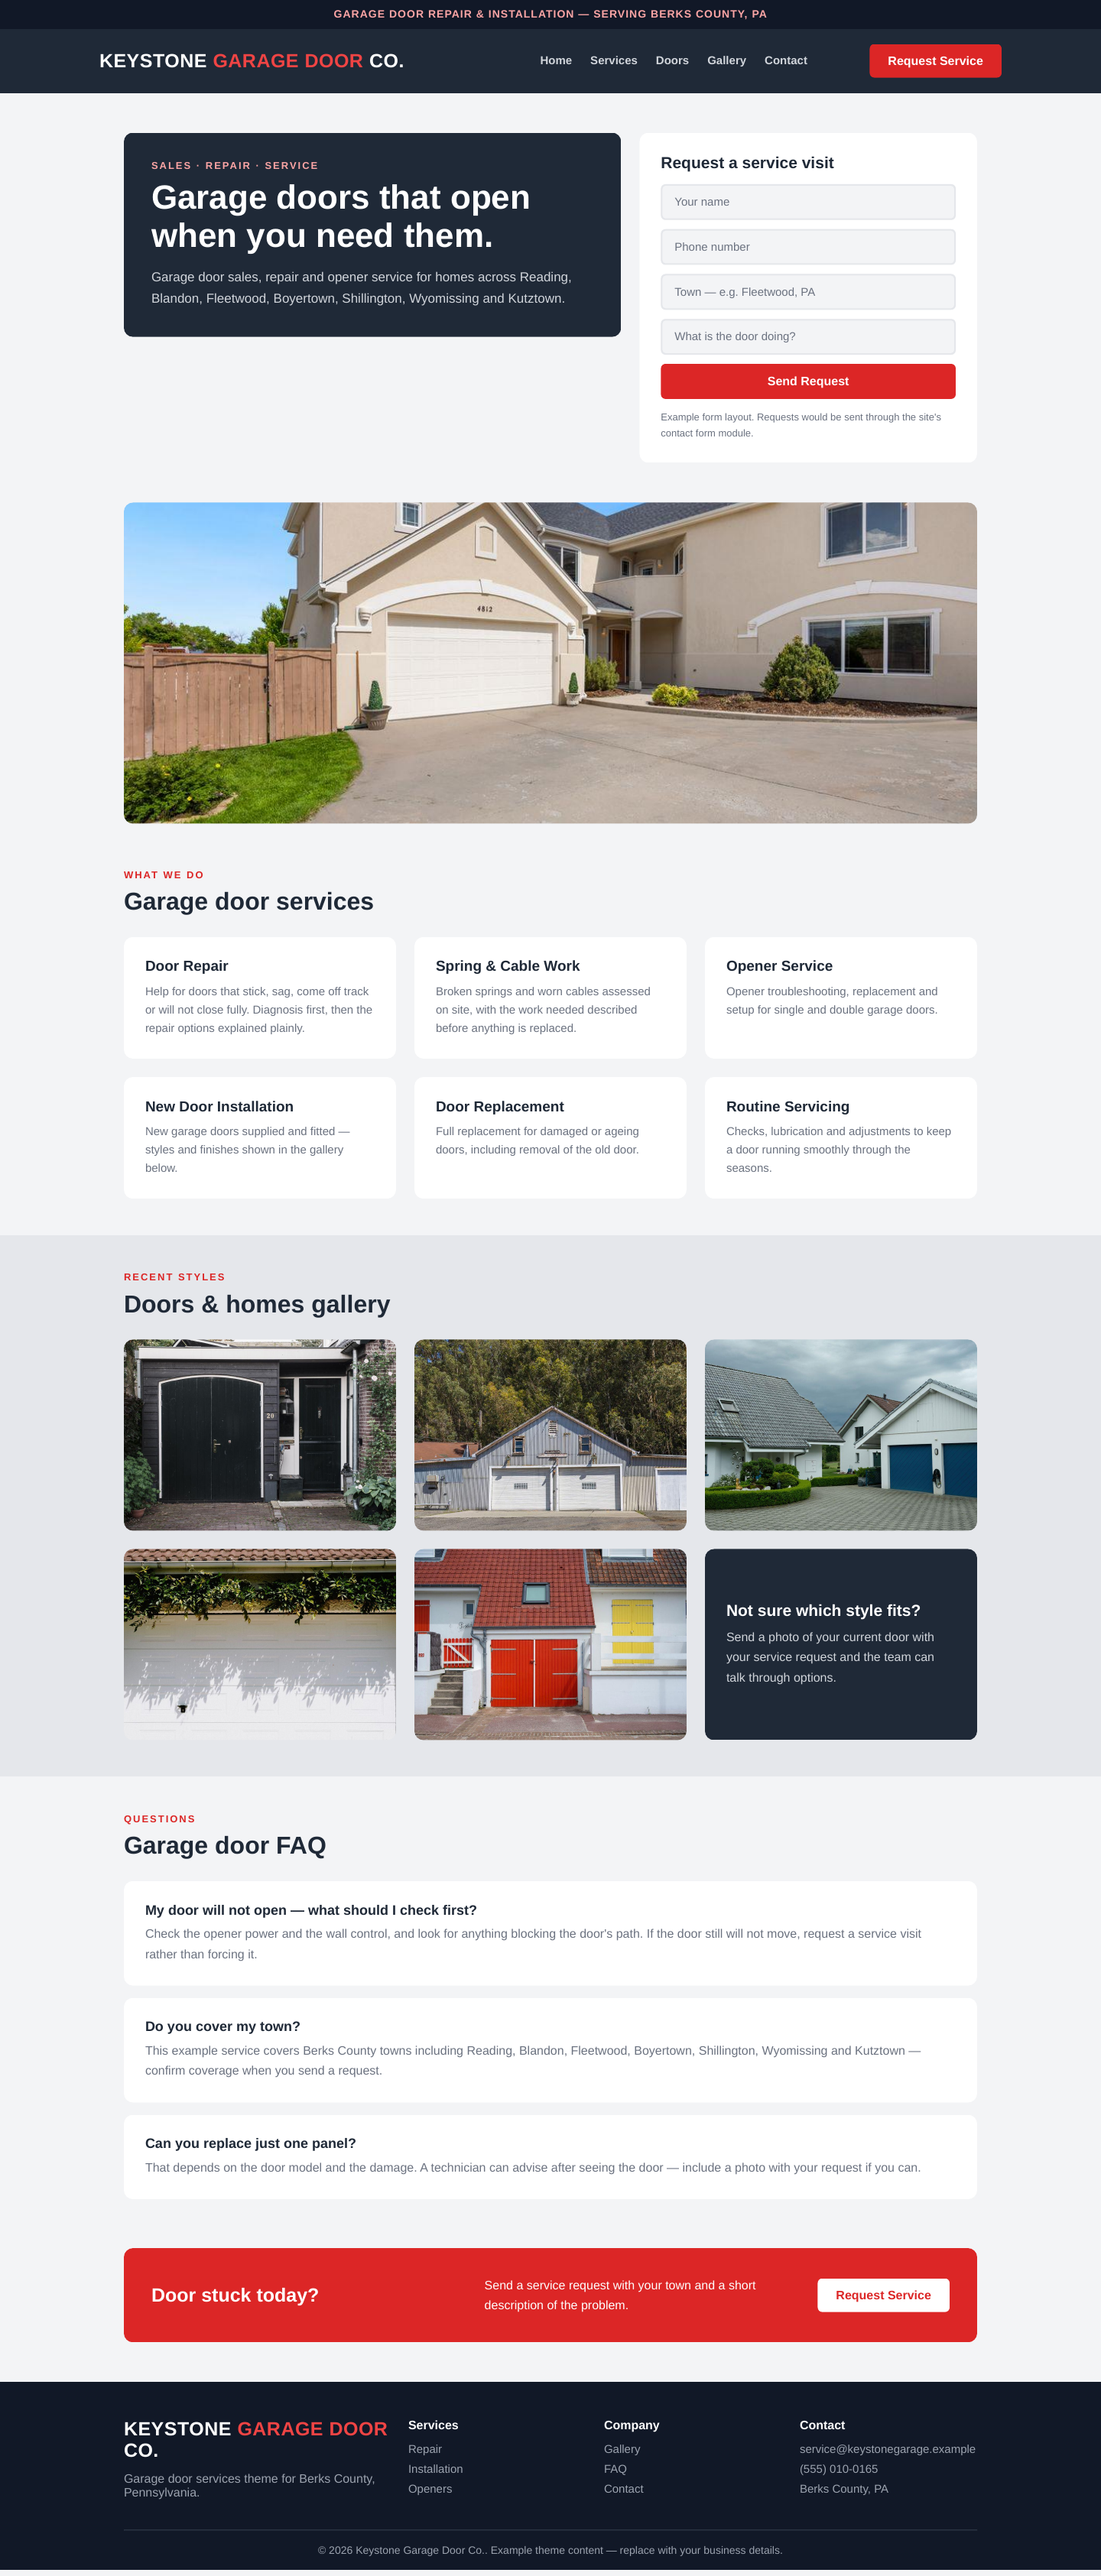 GARAGE DOOR REPAIR & INSTALLATION — SERVING BERKS COUNTY, PA
KEYSTONE GARAGE DOOR CO.
Home Services Doors Gallery Contact
Request Service
SALES · REPAIR · SERVICE
Garage doors that open
when you need them.
Garage door sales, repair and opener service for homes across Reading,
Blandon, Fleetwood, Boyertown, Shillington, Wyomissing and Kutztown.
Request a service visit
Your name
Phone number
Town — e.g. Fleetwood, PA
What is the door doing?
Send Request
Example form layout. Requests would be sent through the site's
contact form module.
4812
WHAT WE DO
Garage door services
Door Repair
Help for doors that stick, sag, come off track
or will not close fully. Diagnosis first, then the
repair options explained plainly.
Spring & Cable Work
Broken springs and worn cables assessed
on site, with the work needed described
before anything is replaced.
Opener Service
Opener troubleshooting, replacement and
setup for single and double garage doors.
New Door Installation
New garage doors supplied and fitted —
styles and finishes shown in the gallery
below.
Door Replacement
Full replacement for damaged or ageing
doors, including removal of the old door.
Routine Servicing
Checks, lubrication and adjustments to keep
a door running smoothly through the
seasons.
RECENT STYLES
Doors & homes gallery
Not sure which style fits?
Send a photo of your current door with
your service request and the team can
talk through options.
QUESTIONS
Garage door FAQ
My door will not open — what should I check first?
Check the opener power and the wall control, and look for anything blocking the door's path. If the door still will not move, request a service visit
rather than forcing it.
Do you cover my town?
This example service covers Berks County towns including Reading, Blandon, Fleetwood, Boyertown, Shillington, Wyomissing and Kutztown —
confirm coverage when you send a request.
Can you replace just one panel?
That depends on the door model and the damage. A technician can advise after seeing the door — include a photo with your request if you can.
Door stuck today?
Send a service request with your town and a short
description of the problem.
Request Service
KEYSTONE GARAGE DOOR
CO.
Garage door services theme for Berks County,
Pennsylvania.
Services
Repair
Installation
Openers
Company
Gallery
FAQ
Contact
Contact
service@keystonegarage.example
(555) 010-0165
Berks County, PA
© 2026 Keystone Garage Door Co.. Example theme content — replace with your business details.